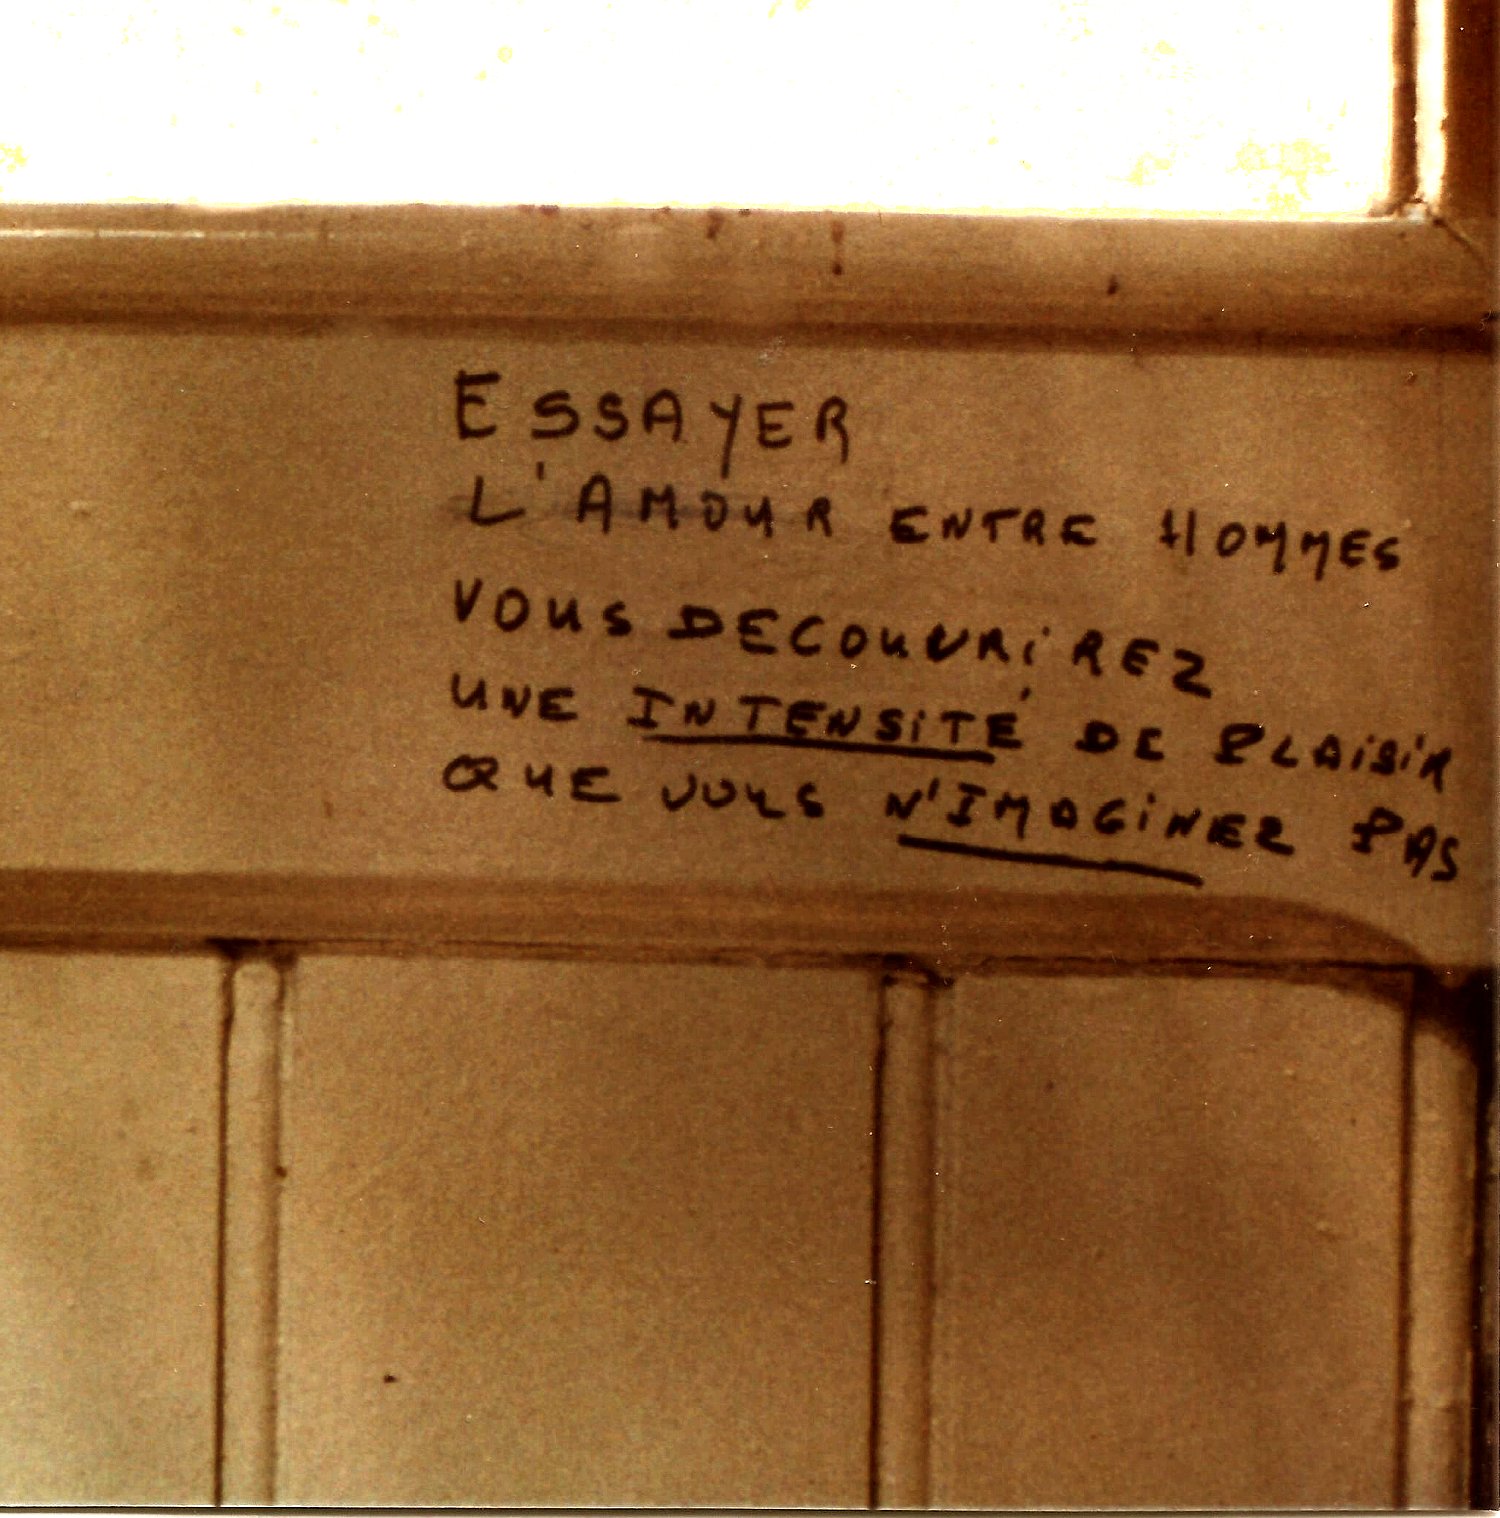 ESSAYER
L'AMOUR ENTRE HOMMES
VOUS DECOUVRiREZ
UNE INTENSiTÉ DE PLAiSiR
QUE VOUS N'IMAGiNEZ PAS